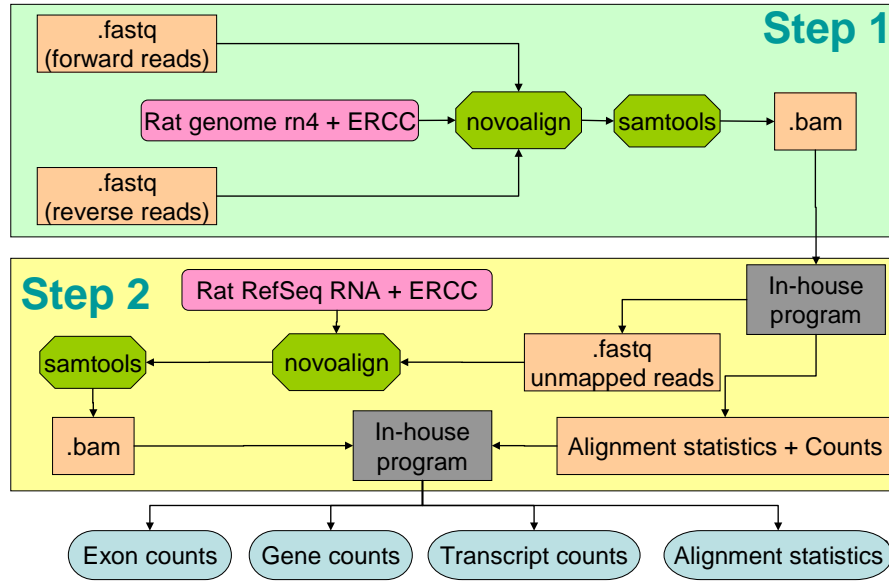 Step 1
.fastq
(forward reads)
Rat genome rn4 + ERCC
novoalign
samtools
.bam
.fastq
(reverse reads)
Step 2
Rat RefSeq RNA + ERCC
In-house
program
samtools
novoalign
.fastq
unmapped reads
.bam
In-house
program
Alignment statistics + Counts
Exon counts
Gene counts
Transcript counts
Alignment statistics